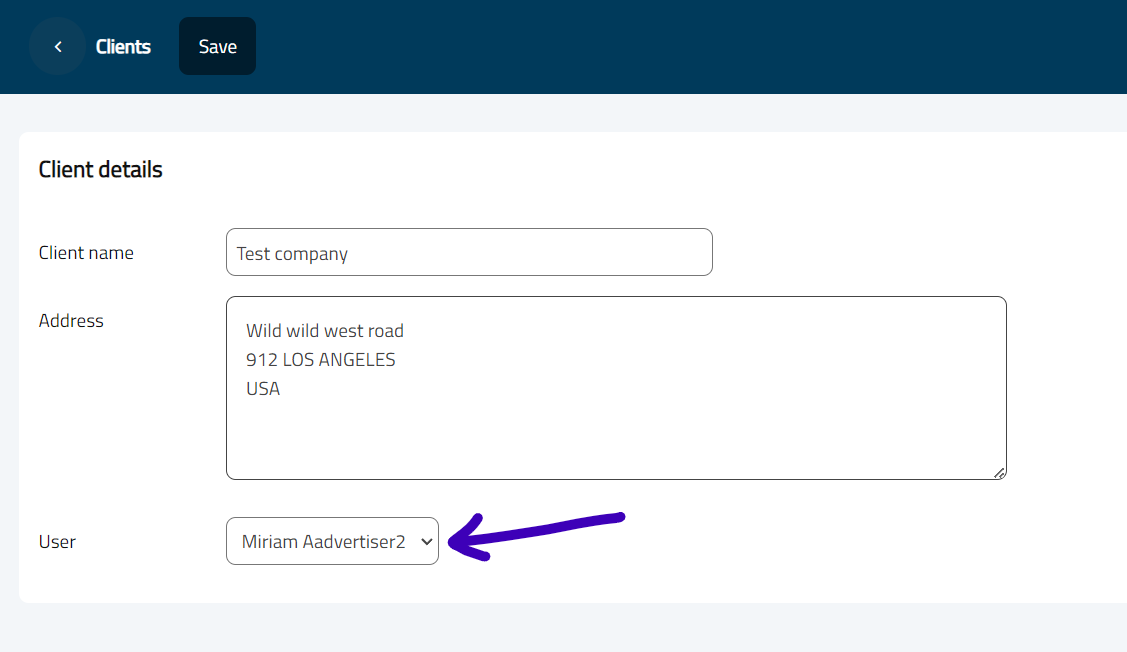 Clients
Save
Client details
Client name
Test company
Address
Wild wild west road
912 LOS ANGELES
USA
User
Miriam Aadvertiser2